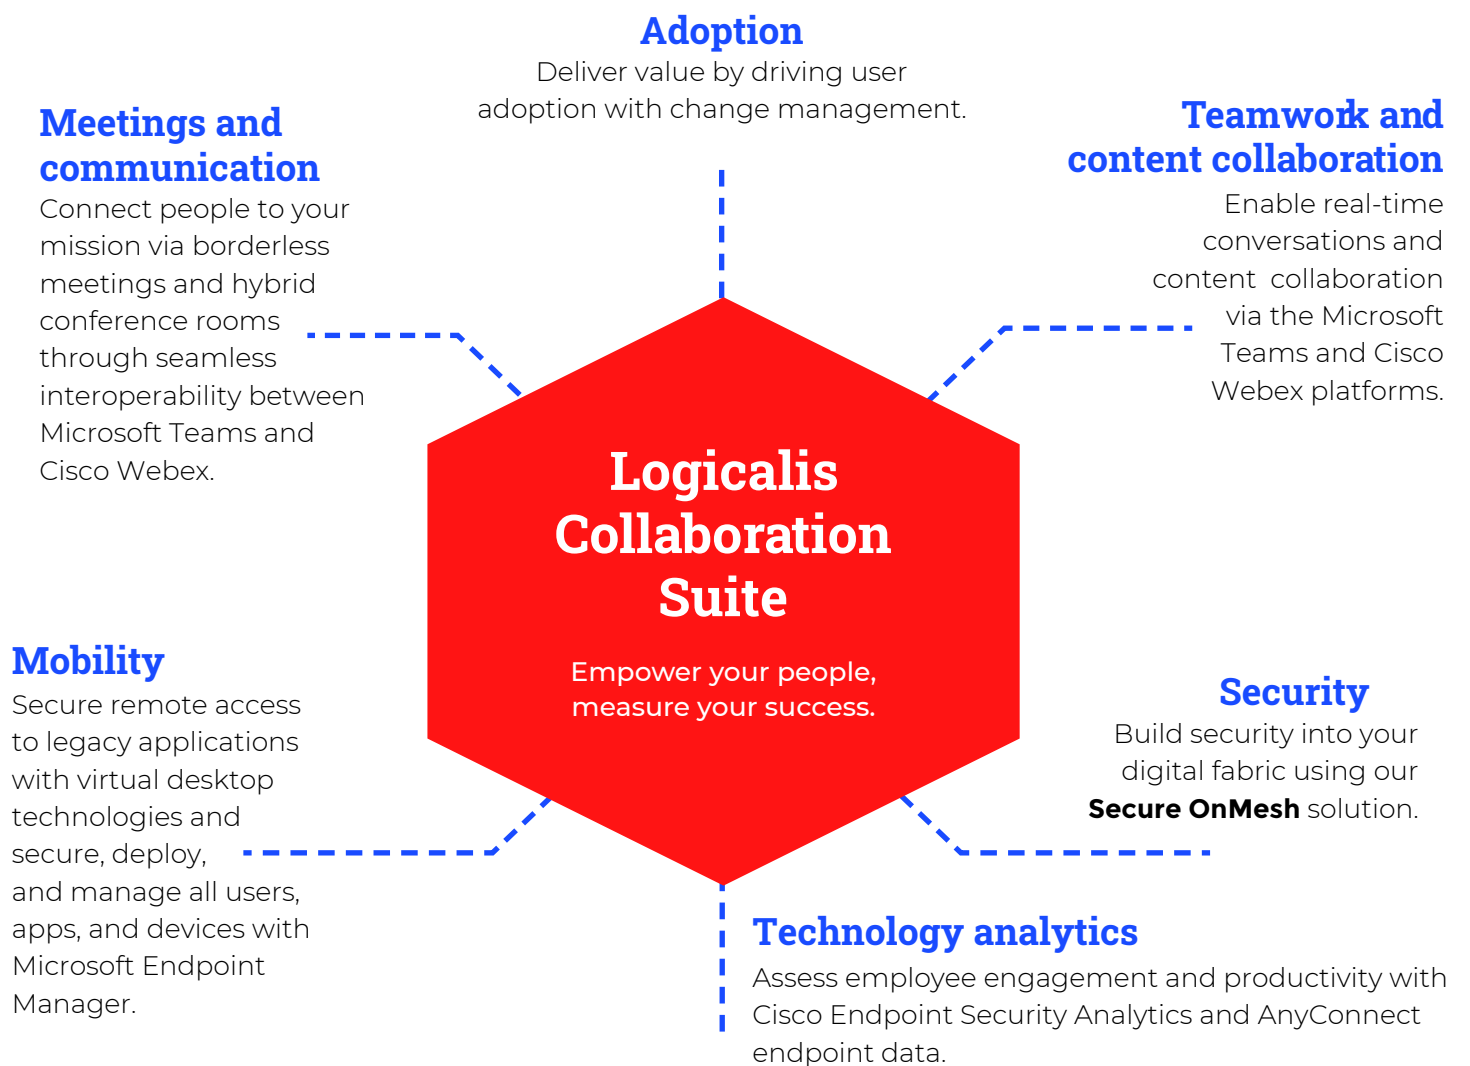 Adoption
Deliver value by driving user
adoption with change management.
Meetings and
communication
Connect people to your
mission via borderless
meetings and hybrid
conference rooms
through seamless
interoperability between
Microsoft Teams and
Cisco Webex.
Teamwork and
content collaboration
Enable real-time
conversations and
content collaboration
via the Microsoft
Teams and Cisco
Webex platforms.
Logicalis
Collaboration
Suite
Empower your people,
measure your success.
Mobility
Secure remote access
to legacy applications
with virtual desktop
technologies and
secure, deploy,
and manage all users,
apps, and devices with
Microsoft Endpoint
Manager.
Security
Build security into your
digital fabric using our
Secure OnMesh solution.
Technology analytics
Assess employee engagement and productivity with
Cisco Endpoint Security Analytics and AnyConnect
endpoint data.